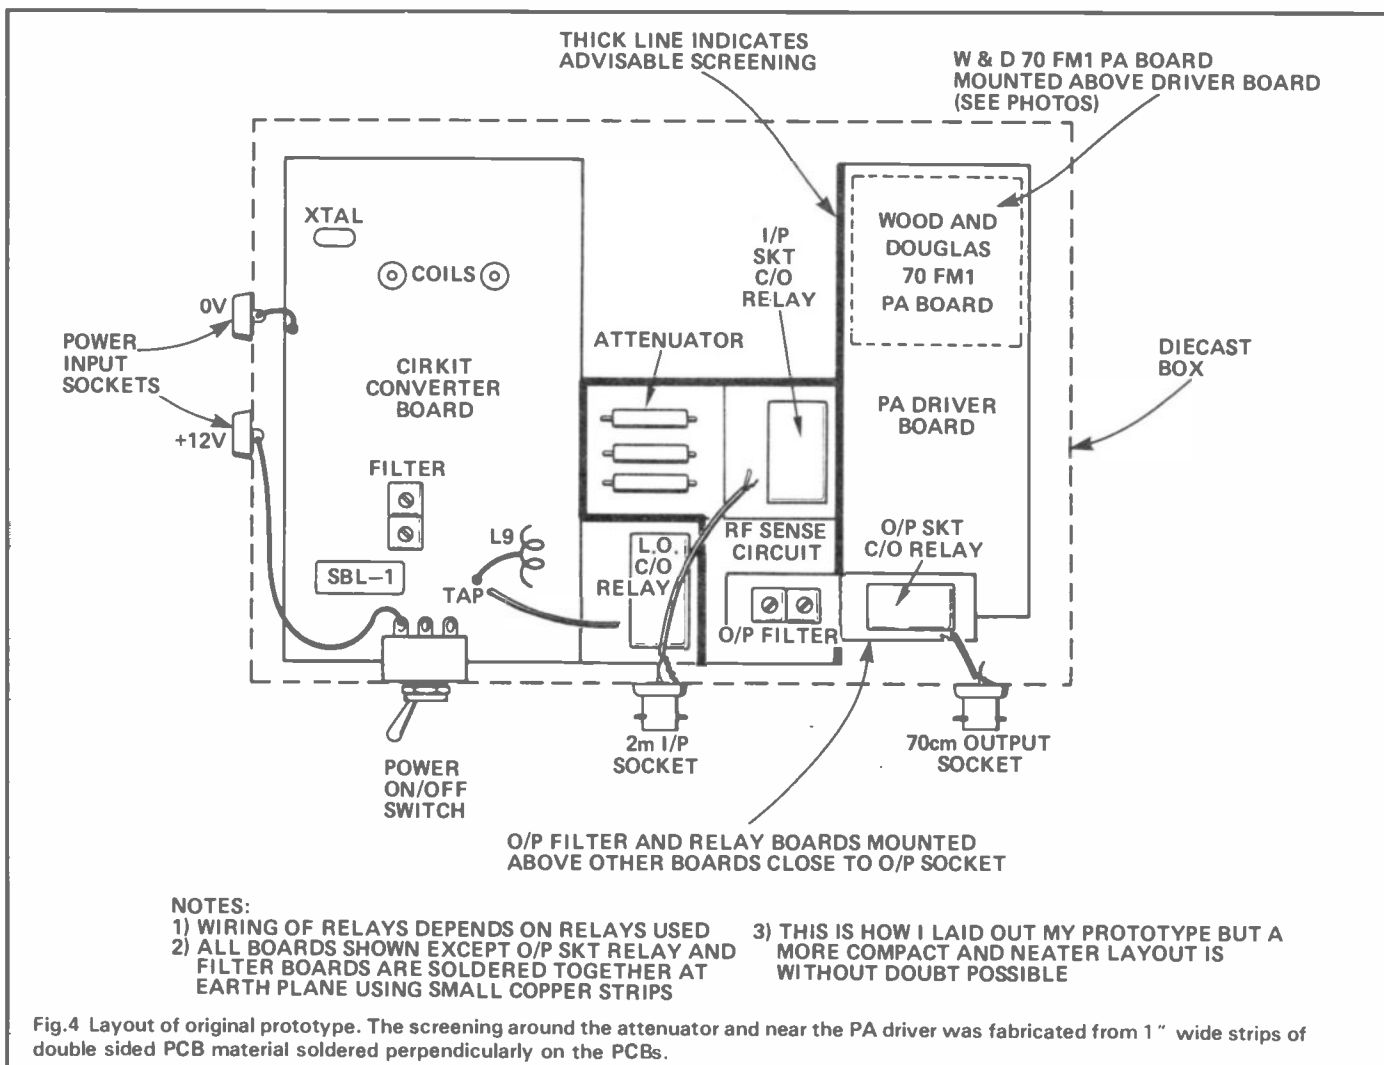 THICK LINE INDICATES
ADVISABLE SCREENING
W & D 70 FM1 PA BOARD
MOUNTED ABOVE DRIVER BOARD
(SEE PHOTOS)
XTAL
COILS
0V
POWER
INPUT
SOCKETS
+12V
CIRKIT
CONVERTER
BOARD
FILTER
SBL-1
L9
TAP
ATTENUATOR
I/P
SKT
C/O
RELAY
WOOD AND
DOUGLAS
70 FM1
PA BOARD
DIECAST
BOX
PA DRIVER
BOARD
RF SENSE
CIRCUIT
L.O.
C/O
RELAY
O/P SKT
C/O RELAY
O/P FILTER
POWER
ON/OFF
SWITCH
2m I/P
SOCKET
70cm OUTPUT
SOCKET
O/P FILTER AND RELAY BOARDS MOUNTED
ABOVE OTHER BOARDS CLOSE TO O/P SOCKET
NOTES:
1) WIRING OF RELAYS DEPENDS ON RELAYS USED
2) ALL BOARDS SHOWN EXCEPT O/P SKT RELAY AND
FILTER BOARDS ARE SOLDERED TOGETHER AT
EARTH PLANE USING SMALL COPPER STRIPS
3) THIS IS HOW I LAID OUT MY PROTOTYPE BUT A
MORE COMPACT AND NEATER LAYOUT IS
WITHOUT DOUBT POSSIBLE
Fig.4 Layout of original prototype. The screening around the attenuator and near the PA driver was fabricated from 1" wide strips of
double sided PCB material soldered perpendicularly on the PCBs.